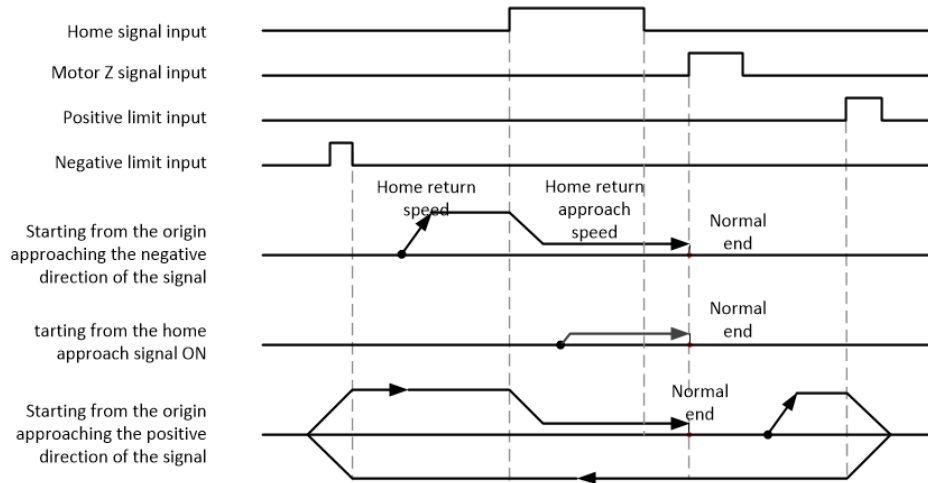 Home signal input
Motor Z signal input
Positive limit input
Negative limit input
Home return
speed
Home return
approach
speed
Normal
end
Starting from the origin
approaching the negative
direction of the signal
tarting from the home
approach signal ON
Normal
end
Starting from the origin
approaching the positive
direction of the signal
Normal
end